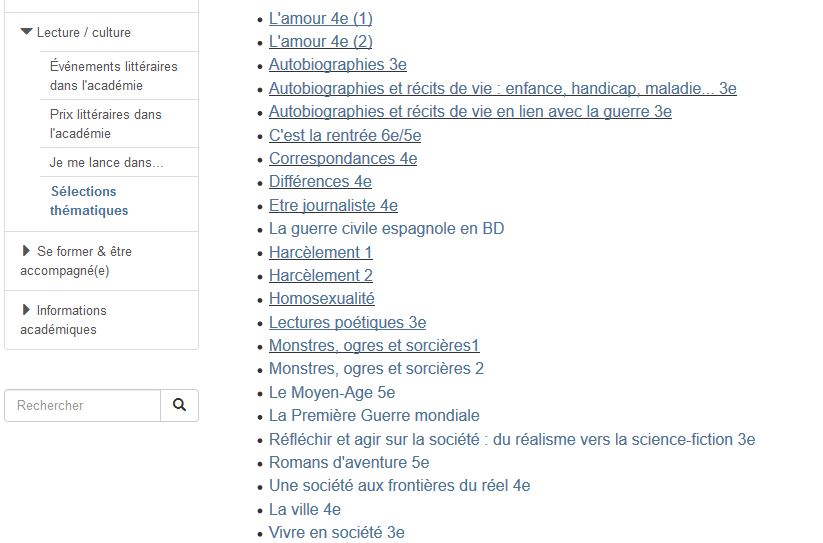 Lecture / culture
Événements littéraires
dans l'académie
Prix littéraires dans
l'académie
Je me lance dans...
Sélections
thématiques
Se former & être
accompagné(e)
Informations
académiques
Rechercher
L'amour 4e (1)
L'amour 4e (2)
Autobiographies 3e
Autobiographies et récits de vie : enfance, handicap, maladie... 3e
Autobiographies et récits de vie en lien avec la guerre 3e
C'est la rentrée 6e/5e
Correspondances 4e
Différences 4e
Etre journaliste 4e
La guerre civile espagnole en BD
Harcèlement 1
Harcèlement 2
Homosexualité
Lectures poétiques 3e
Monstres, ogres et sorcières1
Monstres, ogres et sorcières 2
Le Moyen-Age 5e
La Première Guerre mondiale
Réfléchir et agir sur la société : du réalisme vers la science-fiction 3e
Romans d'aventure 5e
Une société aux frontières du réel 4e
La ville 4e
Vivre en société 3e